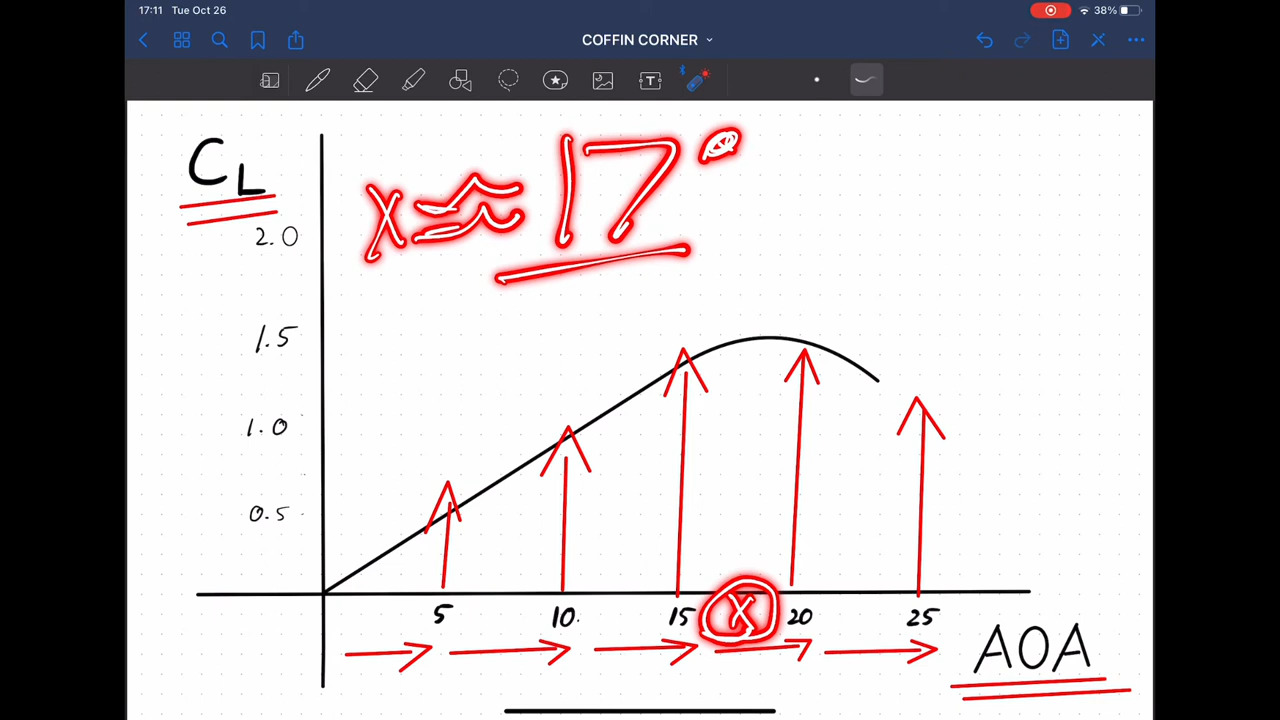 17:11 Tue Oct 26
38%
COFFIN CORNER
CL
x ≈ 17°
2.0
1.5
1.0
0.5
5 10. 15 X 20 25
AOA